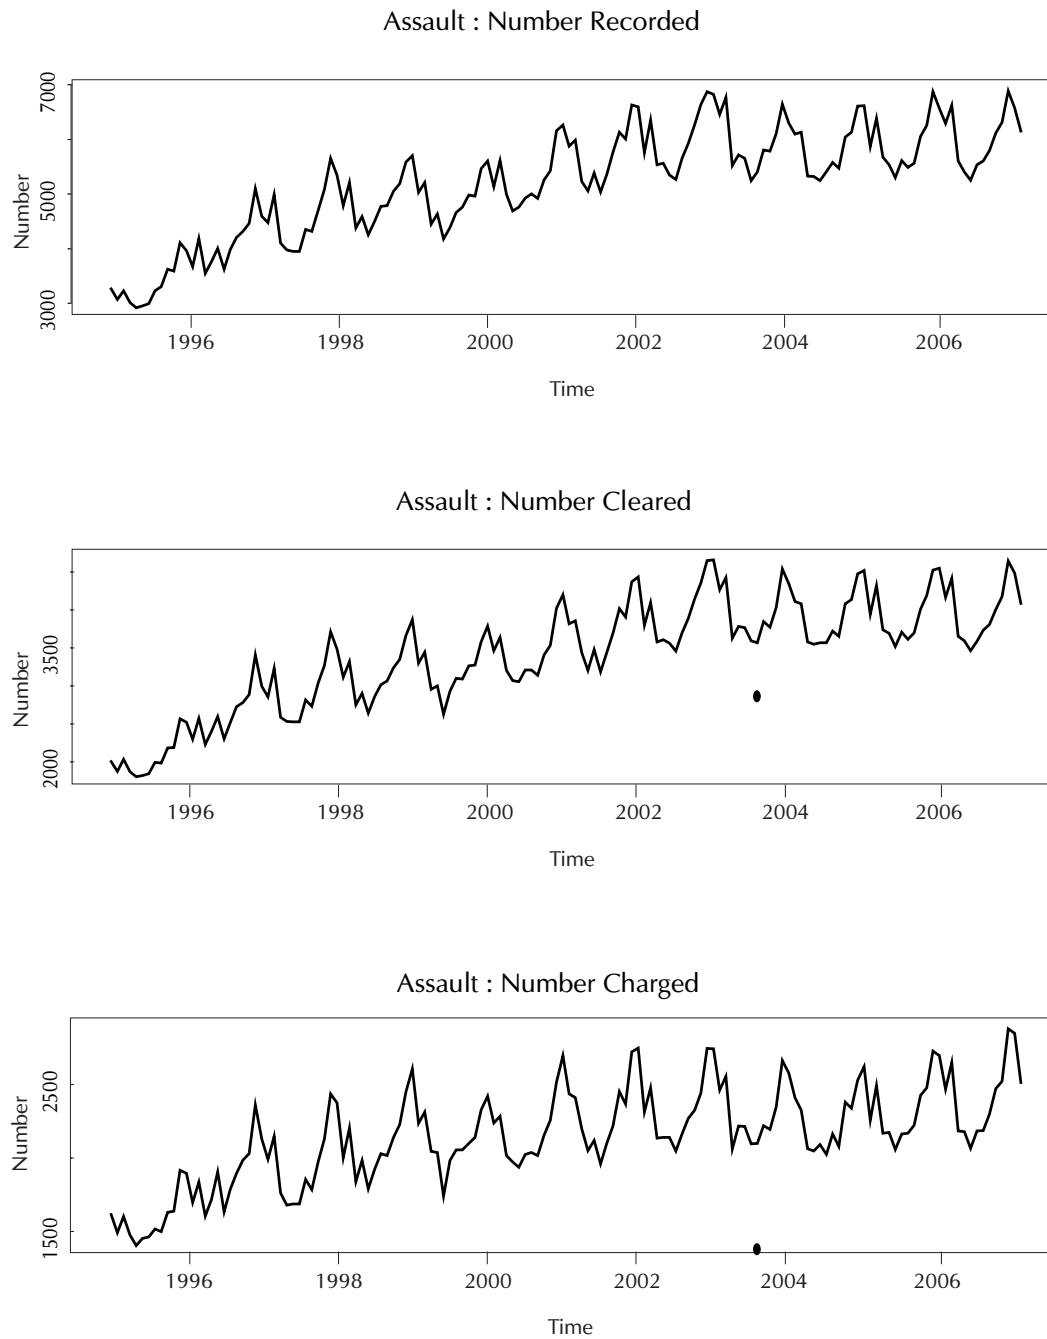 Assault : Number Recorded
7000
5000
3000
Number
1996 1998 2000 2002 2004 2006
Time
Assault : Number Cleared
3500
2000
Number
1996 1998 2000 2002 2004 2006
Time
Assault : Number Charged
2500
1500
Number
1996 1998 2000 2002 2004 2006
Time